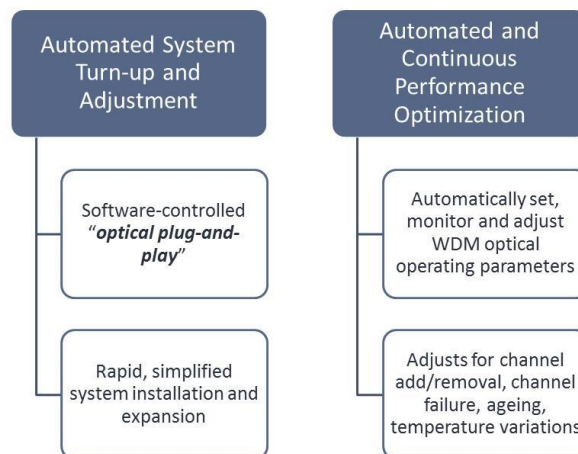 Automated System
Turn-up and
Adjustment
Software-controlled
“optical plug-and-
play”
Rapid, simplified
system installation and
expansion
Automated and
Continuous
Performance
Optimization
Automatically set,
monitor and adjust
WDM optical
operating parameters
Adjusts for channel
add/removal, channel
failure, ageing,
temperature variations